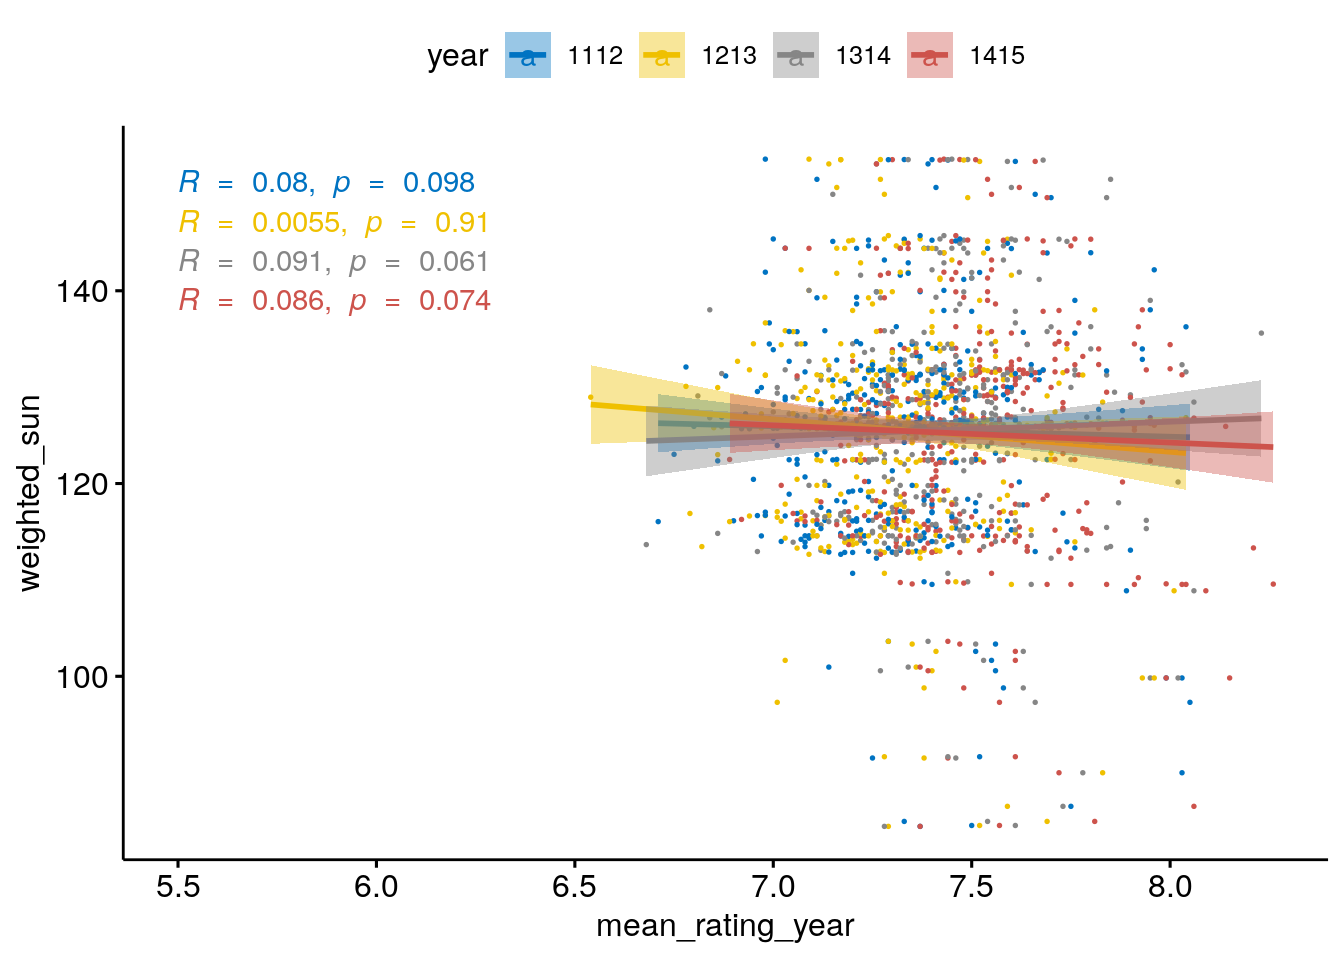 year a 1112 a 1213 a 1314 a 1415
R = 0.08, p = 0.098
R = 0.0055, p = 0.91
R = 0.091, p = 0.061
R = 0.086, p = 0.074
140
120
100
weighted_sun
5.5 6.0 6.5 7.0 7.5 8.0
mean_rating_year